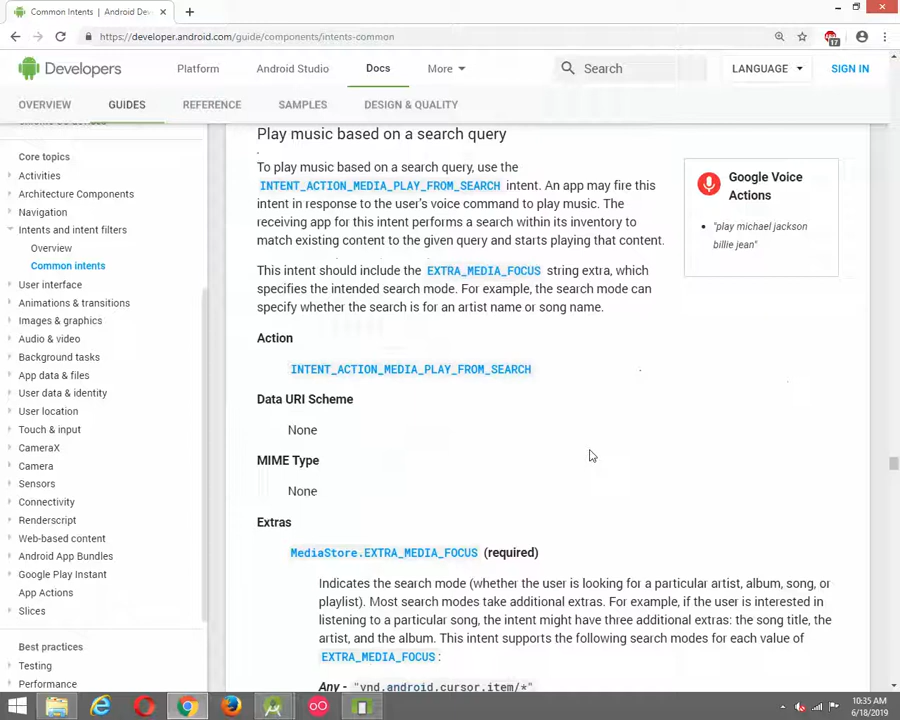 Common Intents | Android Dev
https://developer.android.com/guide/components/intents-common
17
Developers
Platform
Android Studio
Docs
More
Search
LANGUAGE
SIGN IN
OVERVIEW
GUIDES
REFERENCE
SAMPLES
DESIGN & QUALITY
Core topics
Activities
Architecture Components
Navigation
Intents and intent filters
Overview
Common intents
User interface
Animations & transitions
Images & graphics
Audio & video
Background tasks
App data & files
User data & identity
User location
Touch & input
CameraX
Camera
Sensors
Connectivity
Renderscript
Web-based content
Android App Bundles
Google Play Instant
App Actions
Slices
Best practices
Testing
Performance
Play music based on a search query
To play music based on a search query, use the
INTENT_ACTION_MEDIA_PLAY_FROM_SEARCH intent. An app may fire this
intent in response to the user's voice command to play music. The
receiving app for this intent performs a search within its inventory to
match existing content to the given query and starts playing that content.
This intent should include the EXTRA_MEDIA_FOCUS string extra, which
specifies the intended search mode. For example, the search mode can
specify whether the search is for an artist name or song name.
Google Voice
Actions
• "play michael jackson
billie jean"
Action
INTENT_ACTION_MEDIA_PLAY_FROM_SEARCH
Data URI Scheme
None
MIME Type
None
Extras
MediaStore.EXTRA_MEDIA_FOCUS (required)
Indicates the search mode (whether the user is looking for a particular artist, album, song, or
playlist). Most search modes take additional extras. For example, if the user is interested in
listening to a particular song, the intent might have three additional extras: the song title, the
artist, and the album. This intent supports the following search modes for each value of
EXTRA_MEDIA_FOCUS:
Any - "vnd.android.cursor.item/*"
10:35 AM
6/18/2019